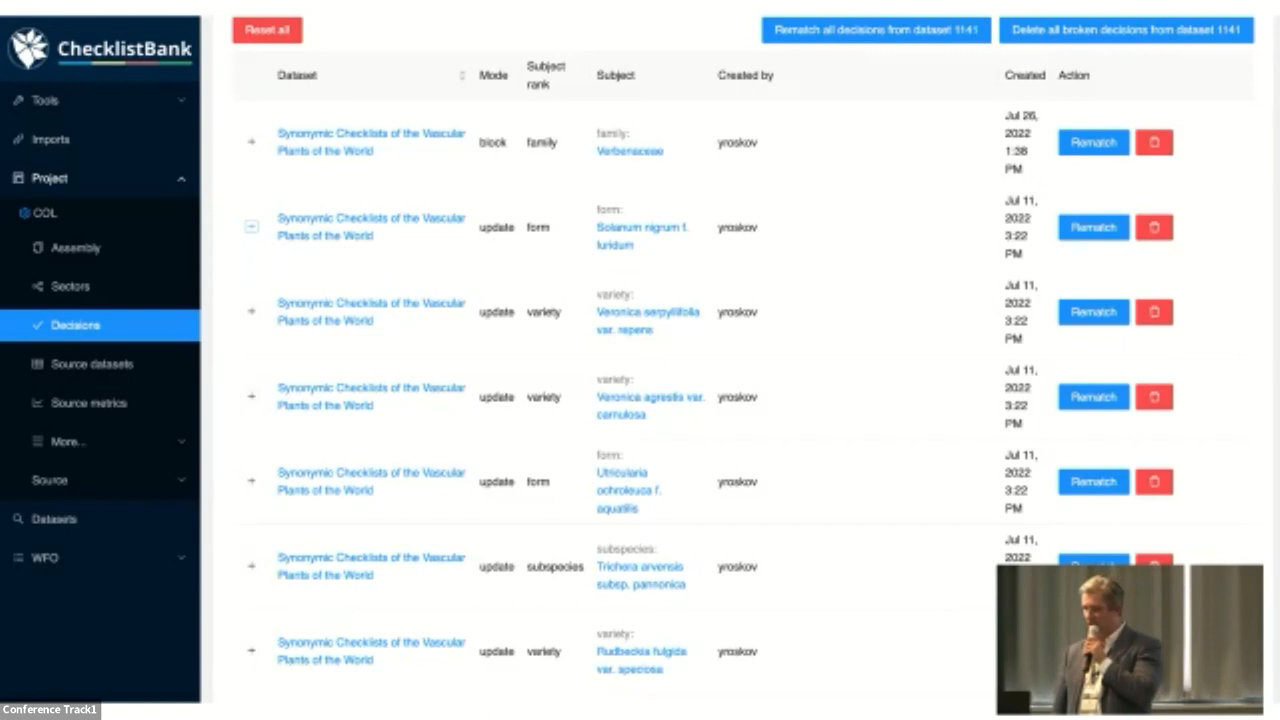 Reset all
Rematch all decisions from dataset 1141
Delete all broken decisions from dataset 1141
ChecklistBank
Tools
Imports
Project
COL
Assembly
Sectors
Decisions
Source datasets
Source metrics
More...
Source
Datasets
WFO
Dataset
Mode
Subject
rank
Subject
Created by
Created
Action
Synonymic Checklists of the Vascular
Plants of the World
block
family
family:
Verbenaceae
yroskov
Jul 26,
2022
1:38
PM
Rematch
Synonymic Checklists of the Vascular
Plants of the World
update
form
form:
Solanum nigrum f.
luridum
yroskov
Jul 11,
2022
3:22
PM
Rematch
Synonymic Checklists of the Vascular
Plants of the World
update
variety
variety:
Veronica serpyllifolia
var. repens
yroskov
Jul 11,
2022
3:22
PM
Rematch
Synonymic Checklists of the Vascular
Plants of the World
update
variety
variety:
Veronica agrestis var.
carnulosa
yroskov
Jul 11,
2022
3:22
PM
Rematch
Synonymic Checklists of the Vascular
Plants of the World
update
form
form:
Utricularia
ochroleuca f.
aquatilis
yroskov
Jul 11,
2022
3:22
PM
Rematch
Synonymic Checklists of the Vascular
Plants of the World
update
subspecies
subspecies:
Trichera arvensis
subsp. pannonica
yroskov
Jul 11,
2022
Synonymic Checklists of the Vascular
Plants of the World
update
variety
variety:
Rudbeckia fulgida
var. speciosa
yroskov
Conference Track1